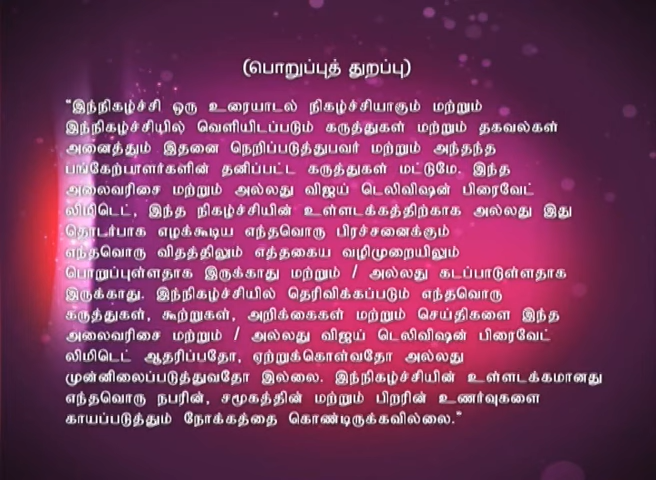 (பொறுப்புத் துறப்பு)
"இந்நிகழ்ச்சி ஒரு உரையாடல் நிகழ்ச்சியாகும் மற்றும்
இந்நிகழ்ச்சியில் வெளியிடப்படும் கருத்துகள் மற்றும் தகவல்கள்
அனைத்தும் இதனை நெறிப்படுத்துபவர் மற்றும் அந்தந்த
பங்கேற்பாளர்களின் தனிப்பட்ட கருத்துகள் மட்டுமே. இந்த
அலைவரிசை மற்றும் அல்லது விஜய் டெலிவிஷன் பிரைவேட்
லிமிடெட், இந்த நிகழ்ச்சியின் உள்ளடக்கத்திற்காக அல்லது இது
தொடர்பாக எழக்கூடிய எந்தவொரு பிரச்சனைக்கும்
எந்தவொரு விதத்திலும் எத்தகைய வழிமுறையிலும்
பொறுப்புள்ளதாக இருக்காது மற்றும் / அல்லது கடப்பாடுள்ளதாக
இருக்காது. இந்நிகழ்ச்சியில் தெரிவிக்கப்படும் எந்தவொரு
கருத்துகள், கூற்றுகள், அறிக்கைகள் மற்றும் செய்திகளை இந்த
அலைவரிசை மற்றும் / அல்லது விஜய் டெலிவிஷன் பிரைவேட்
லிமிடெட் ஆதரிப்பதோ, ஏற்றுக்கொள்வதோ அல்லது
முன்னிலைப்படுத்துவதோ இல்லை. இந்நிகழ்ச்சியின் உள்ளடக்கமானது
எந்தவொரு நபரின், சமூகத்தின் மற்றும் பிறரின் உணர்வுகளை
காயப்படுத்தும் நோக்கத்தை கொண்டிருக்கவில்லை."